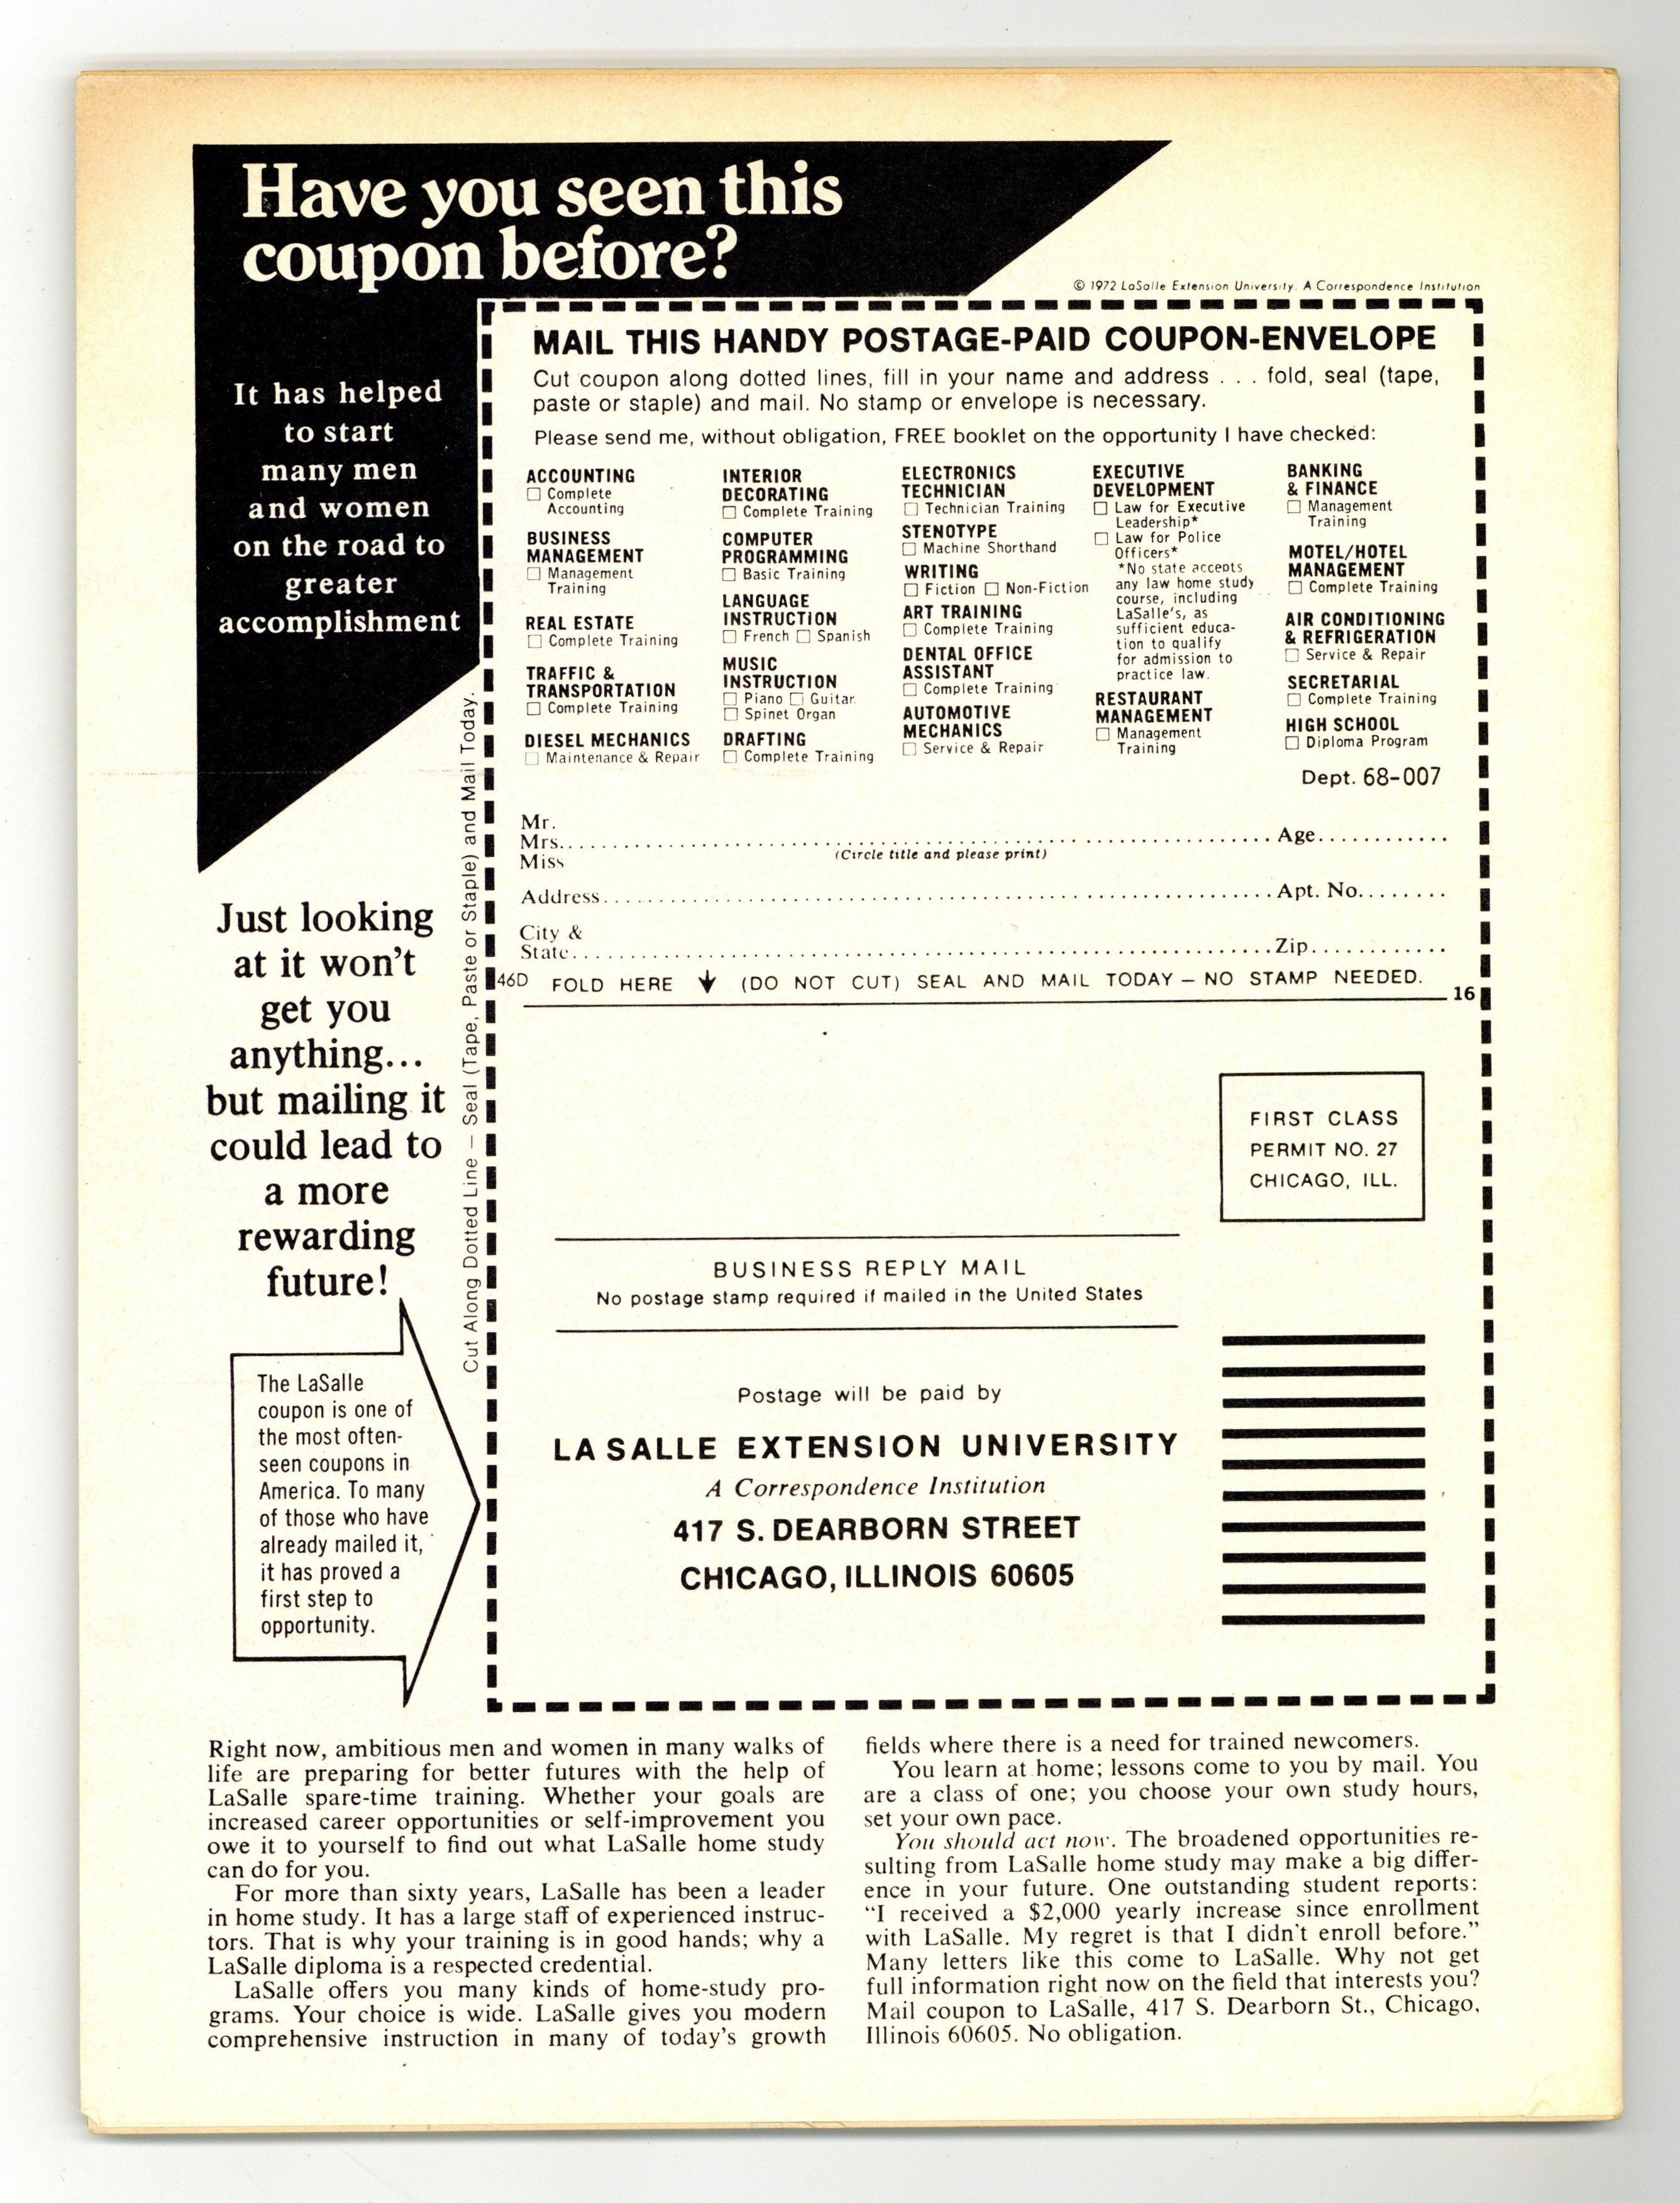 Have you seen this
coupon before?
It has helped
to start
many men
and women
on the road to
greater
accomplishment
Just looking
at it won't
get you
anything...
but mailing it
could lead to
a more
rewarding
future!
The LaSalle
coupon is one of
the most often-
seen coupons in
America. To many
of those who have
already mailed it,
it has proved a
first step to
opportunity.
Cut Along Dotted Line — Seal (Tape, Paste or Staple) and Mail Today.
© 1972 LaSalle Extension University. A Correspondence Institution
MAIL THIS HANDY POSTAGE-PAID COUPON-ENVELOPE
Cut coupon along dotted lines, fill in your name and address . . . fold, seal (tape,
paste or staple) and mail. No stamp or envelope is necessary.
Please send me, without obligation, FREE booklet on the opportunity I have checked:
ACCOUNTING
☐ Complete
Accounting
BUSINESS
MANAGEMENT
☐ Management
Training
REAL ESTATE
☐ Complete Training
TRAFFIC &
TRANSPORTATION
☐ Complete Training
DIESEL MECHANICS
☐ Maintenance & Repair
INTERIOR
DECORATING
☐ Complete Training
COMPUTER
PROGRAMMING
☐ Basic Training
LANGUAGE
INSTRUCTION
☐ French ☐ Spanish
MUSIC
INSTRUCTION
☐ Piano ☐ Guitar
☐ Spinet Organ
DRAFTING
☐ Complete Training
ELECTRONICS
TECHNICIAN
☐ Technician Training
STENOTYPE
☐ Machine Shorthand
WRITING
☐ Fiction ☐ Non-Fiction
ART TRAINING
☐ Complete Training
DENTAL OFFICE
ASSISTANT
☐ Complete Training
AUTOMOTIVE
MECHANICS
☐ Service & Repair
EXECUTIVE
DEVELOPMENT
☐ Law for Executive
Leadership*
☐ Law for Police
Officers*
*No state accepts
any law home study
course, including
LaSalle's, as
sufficient educa-
tion to qualify
for admission to
practice law.
RESTAURANT
MANAGEMENT
☐ Management
Training
BANKING
& FINANCE
☐ Management
Training
MOTEL/HOTEL
MANAGEMENT
☐ Complete Training
AIR CONDITIONING
& REFRIGERATION
☐ Service & Repair
SECRETARIAL
☐ Complete Training
HIGH SCHOOL
☐ Diploma Program
Dept. 68-007
Mr.
Mrs. Age
Miss (Circle title and please print)
Address Apt. No.
City &
State Zip
46D FOLD HERE ↓ (DO NOT CUT) SEAL AND MAIL TODAY — NO STAMP NEEDED.
16
FIRST CLASS
PERMIT NO. 27
CHICAGO, ILL.
BUSINESS REPLY MAIL
No postage stamp required if mailed in the United States
Postage will be paid by
LA SALLE EXTENSION UNIVERSITY
A Correspondence Institution
417 S. DEARBORN STREET
CHICAGO, ILLINOIS 60605
Right now, ambitious men and women in many walks of
life are preparing for better futures with the help of
LaSalle spare-time training. Whether your goals are
increased career opportunities or self-improvement you
owe it to yourself to find out what LaSalle home study
can do for you.
For more than sixty years, LaSalle has been a leader
in home study. It has a large staff of experienced instruc-
tors. That is why your training is in good hands; why a
LaSalle diploma is a respected credential.
LaSalle offers you many kinds of home-study pro-
grams. Your choice is wide. LaSalle gives you modern
comprehensive instruction in many of today's growth
fields where there is a need for trained newcomers.
You learn at home; lessons come to you by mail. You
are a class of one; you choose your own study hours,
set your own pace.
You should act now. The broadened opportunities re-
sulting from LaSalle home study may make a big differ-
ence in your future. One outstanding student reports:
“I received a $2,000 yearly increase since enrollment
with LaSalle. My regret is that I didn't enroll before.”
Many letters like this come to LaSalle. Why not get
full information right now on the field that interests you?
Mail coupon to LaSalle, 417 S. Dearborn St., Chicago,
Illinois 60605. No obligation.